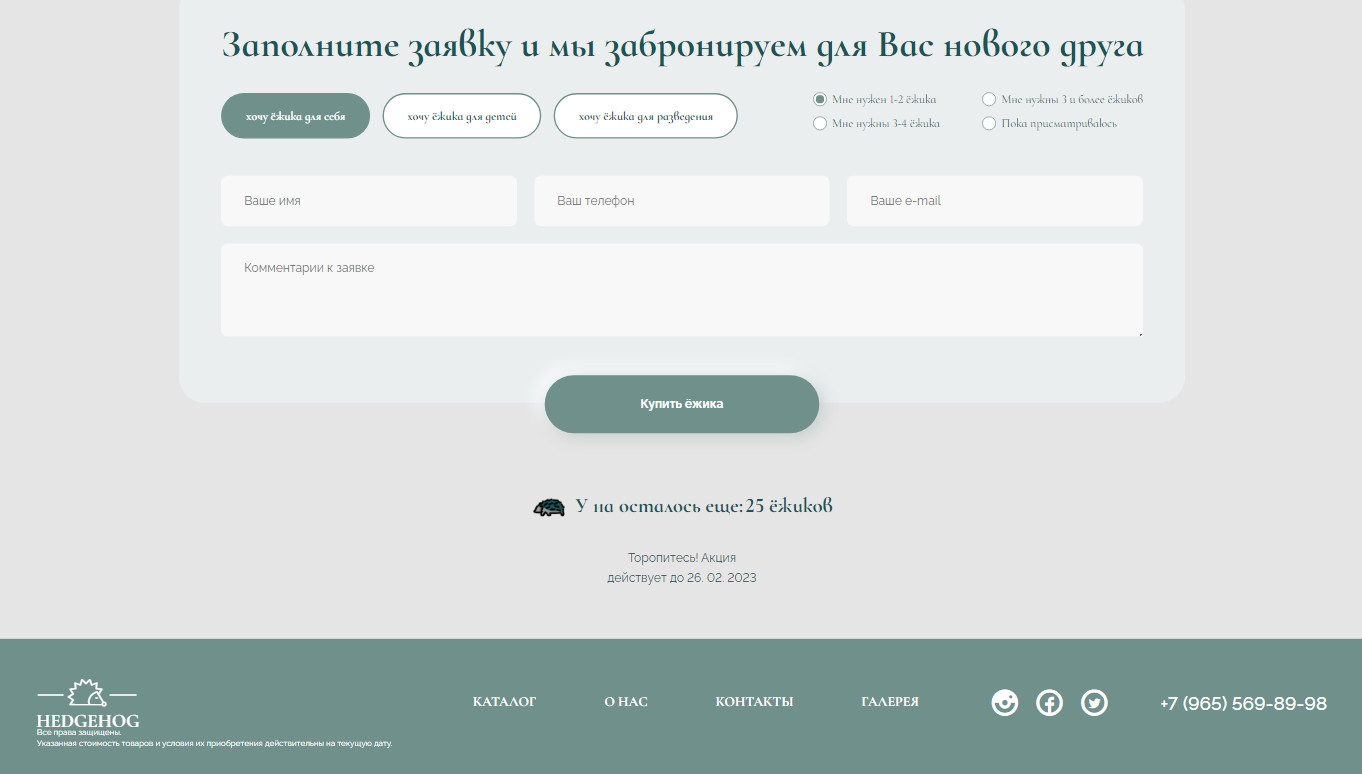 Заполните заявку и мы забронируем для Вас нового друга
хочу ёжика для себя
хочу ёжика для детей
хочу ёжика для разведения
Мне нужен 1-2 ёжика
Мне нужны 3 и более ёжиков
Мне нужны 3-4 ёжика
Пока присматриваюсь
Ваше имя
Ваш телефон
Ваше e-mail
Комментарии к заявке
Купить ёжика
У на осталось еще: 25 ёжиков
Торопитесь! Акция
действует до 26. 02. 2023
КАТАЛОГ
О НАС
КОНТАКТЫ
ГАЛЕРЕЯ
+7 (965) 569-89-98
HEDGEHOG
Все права защищены.
Указанная стоимость товаров и условия их приобретения действительны на текущую дату.